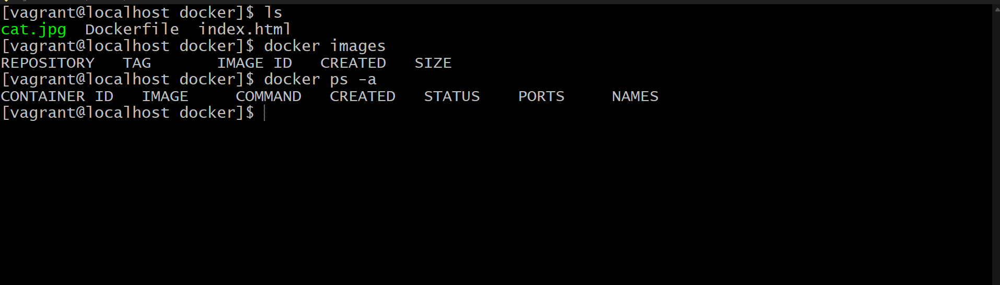 [vagrant@localhost docker]$ ls
cat.jpg  Dockerfile  index.html
[vagrant@localhost docker]$ docker images
REPOSITORY   TAG       IMAGE ID   CREATED   SIZE
[vagrant@localhost docker]$ docker ps -a
CONTAINER ID   IMAGE     COMMAND   CREATED   STATUS    PORTS     NAMES
[vagrant@localhost docker]$